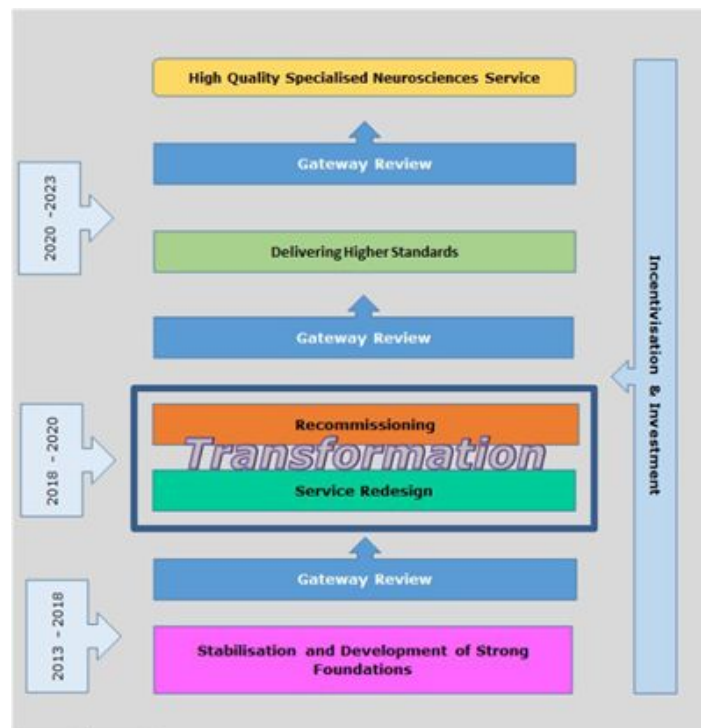 High Quality Specialised Neurosciences Service
Gateway Review
2020 -2023
Delivering Higher Standards
Gateway Review
Incentivisation & Investment
Recommissioning
Transformation
2018 - 2020
Service Redesign
Gateway Review
2013 - 2018
Stabilisation and Development of Strong
Foundations